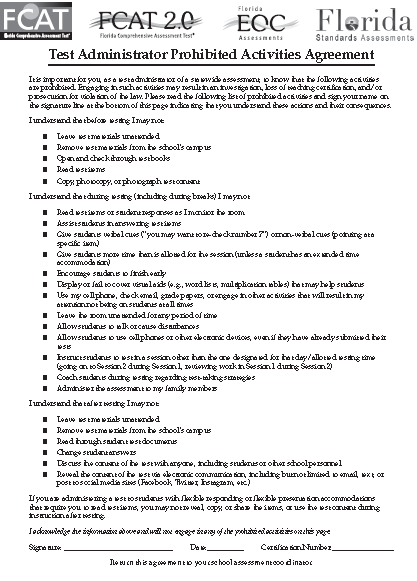 FCAT
Florida Comprehensive Assessment Test
FCAT 2.0
Florida Comprehensive Assessment Test
Florida
EOC
Assessments
Florida
Standards Assessments
Test Administrator Prohibited Activities Agreement
It is important for you, as a test administrator of a statewide assessment, to know that the following activities
are prohibited. Engaging in such activities may result in an investigation, loss of teaching certification, and/or
prosecution for violation of the law. Please read the following list of prohibited activities and sign your name on
the signature line at the bottom of this page indicating that you understand these actions and their consequences.
I understand that before testing I may not:
■ Leave test materials unattended
■ Remove test materials from the school's campus
■ Open and check through test books
■ Read test items
■ Copy, photocopy, or photograph test content
I understand that during testing (including during breaks) I may not:
■ Read test items or student responses as I monitor the room
■ Assist students in answering test items
■ Give students verbal cues ("you may want to re-check number 7") or non-verbal cues (pointing at a
specific item)
■ Give students more time than is allowed for the session (unless a student has an extended time
accommodation)
■ Encourage students to finish early
■ Display or fail to cover visual aids (e.g., word lists, multiplication tables) that may help students
■ Use my cell phone, check email, grade papers, or engage in other activities that will result in my
attention not being on students at all times
■ Leave the room unattended for any period of time
■ Allow students to talk or cause disturbances
■ Allow students to use cell phones or other electronic devices, even if they have already submitted their
tests
■ Instruct students to test in a session other than the one designated for that day/allotted testing time
(going on to Session 2 during Session 1, reviewing work in Session 1 during Session 2)
■ Coach students during testing regarding test-taking strategies
■ Administer the assessment to my family members
I understand that after testing I may not:
■ Leave test materials unattended
■ Remove test materials from the school's campus
■ Read through student test documents
■ Change student answers
■ Discuss the content of the test with anyone, including students or other school personnel
■ Reveal the content of the test via electronic communication, including but not limited to email, text, or
post to social media sites (Facebook, Twitter, Instagram, etc.)
If you are administering a test to students with flexible responding or flexible presentation accommodations
that require you to read test items, you may not reveal, copy, or share the items, or use the test content during
instruction after testing.
I acknowledge the information above and will not engage in any of the prohibited activities on this page.
Signature: Date: Certification Number:
Return this agreement to your school assessment coordinator.